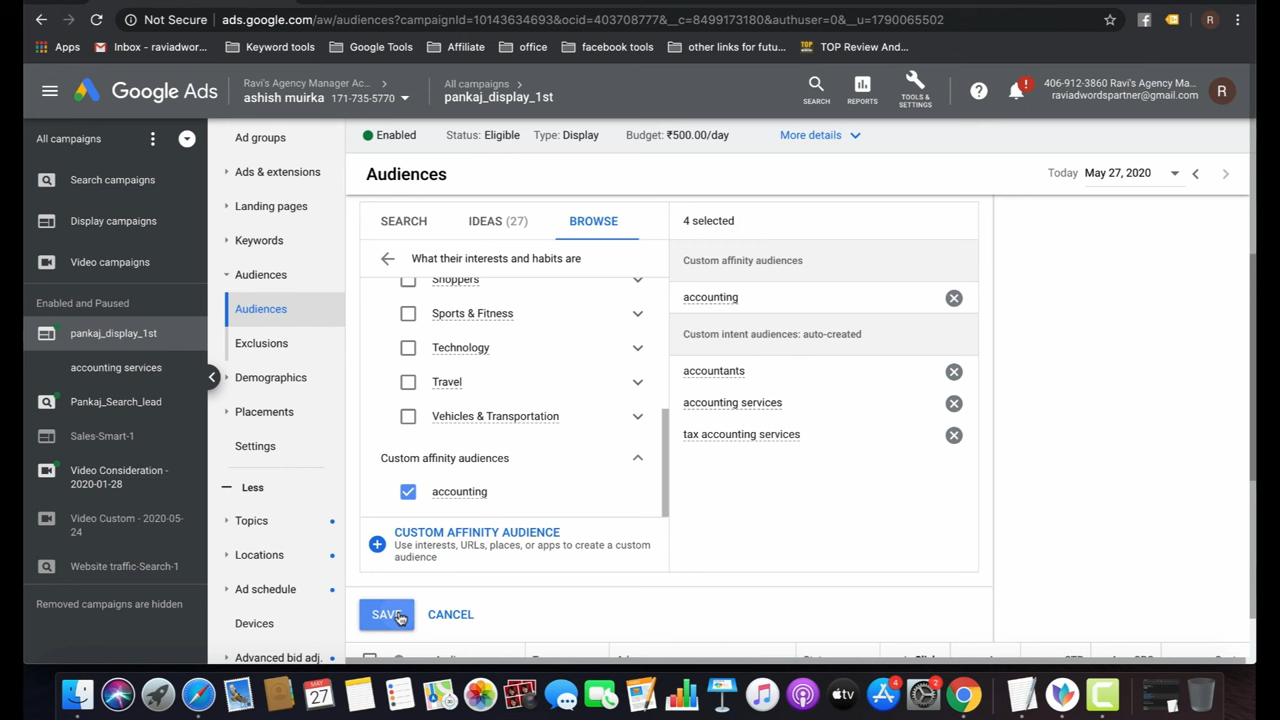 Not Secure
ads.google.com/aw/audiences?campaignId=10143634693&ocid=403708777&__c=8499173180&authuser=0&__u=1790065502
R
Apps
Inbox - raviadwor...
Keyword tools
Google Tools
Affiliate
office
facebook tools
other links for futu...
TOP Review And...
Google Ads
Ravi's Agency Manager Ac...
ashish muirka 171-735-5770
All campaigns
pankaj_display_1st
SEARCH
REPORTS
TOOLS &
SETTINGS
406-912-3860 Ravi's Agency Ma...
raviadwordspartner@gmail.com
R
All campaigns
Search campaigns
Display campaigns
Video campaigns
Enabled and Paused
pankaj_display_1st
accounting services
Pankaj_Search_lead
Sales-Smart-1
Video Consideration -
2020-01-28
Video Custom - 2020-05-
24
Website traffic-Search-1
Removed campaigns are hidden
Ad groups
Ads & extensions
Landing pages
Keywords
Audiences
Audiences
Exclusions
Demographics
Placements
Settings
Less
Topics
Locations
Ad schedule
Devices
Advanced bid adj.
Enabled
Status: Eligible
Type: Display
Budget: ₹500.00/day
More details
Audiences
Today
May 27, 2020
SEARCH
IDEAS (27)
BROWSE
What their interests and habits are
Shoppers
Sports & Fitness
Technology
Travel
Vehicles & Transportation
Custom affinity audiences
accounting
CUSTOM AFFINITY AUDIENCE
Use interests, URLs, places, or apps to create a custom
audience
4 selected
Custom affinity audiences
accounting
Custom intent audiences: auto-created
accountants
accounting services
tax accounting services
SAVE
CANCEL
MAY
27
tv
4
2